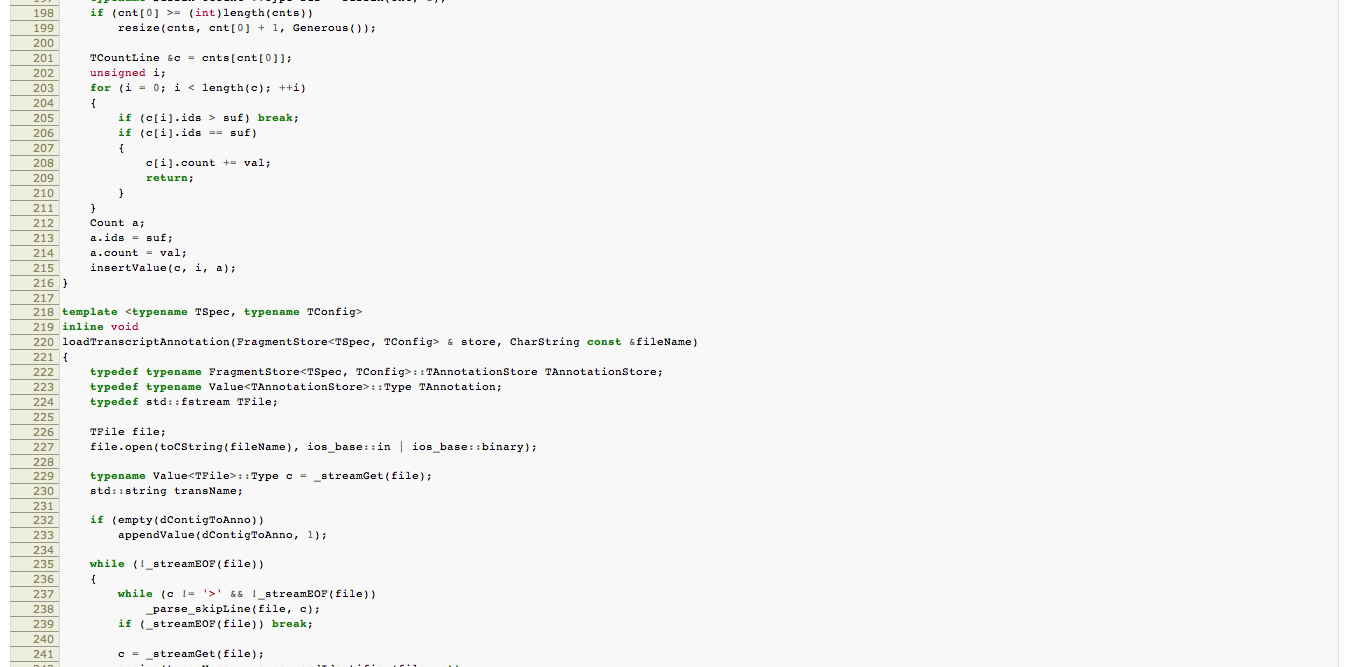 197
198 if (cnt[0] >= (int)length(cnts))
199 resize(cnts, cnt[0] + 1, Generous());
200
201 TCountLine &c = cnts[cnt[0]];
202 unsigned i;
203 for (i = 0; i < length(c); ++i)
204 {
205 if (c[i].ids > suf) break;
206 if (c[i].ids == suf)
207 {
208 c[i].count += val;
209 return;
210 }
211 }
212 Count a;
213 a.ids = suf;
214 a.count = val;
215 insertValue(c, i, a);
216 }
217
218 template <typename TSpec, typename TConfig>
219 inline void
220 loadTranscriptAnnotation(FragmentStore<TSpec, TConfig> & store, CharString const &fileName)
221 {
222 typedef typename FragmentStore<TSpec, TConfig>::TAnnotationStore TAnnotationStore;
223 typedef typename Value<TAnnotationStore>::Type TAnnotation;
224 typedef std::fstream TFile;
225
226 TFile file;
227 file.open(toCString(fileName), ios_base::in | ios_base::binary);
228
229 typename Value<TFile>::Type c = _streamGet(file);
230 std::string transName;
231
232 if (empty(dContigToAnno))
233 appendValue(dContigToAnno, 1);
234
235 while (!_streamEOF(file))
236 {
237 while (c != '>' && !_streamEOF(file))
238 _parse_skipLine(file, c);
239 if (_streamEOF(file)) break;
240
241 c = _streamGet(file);